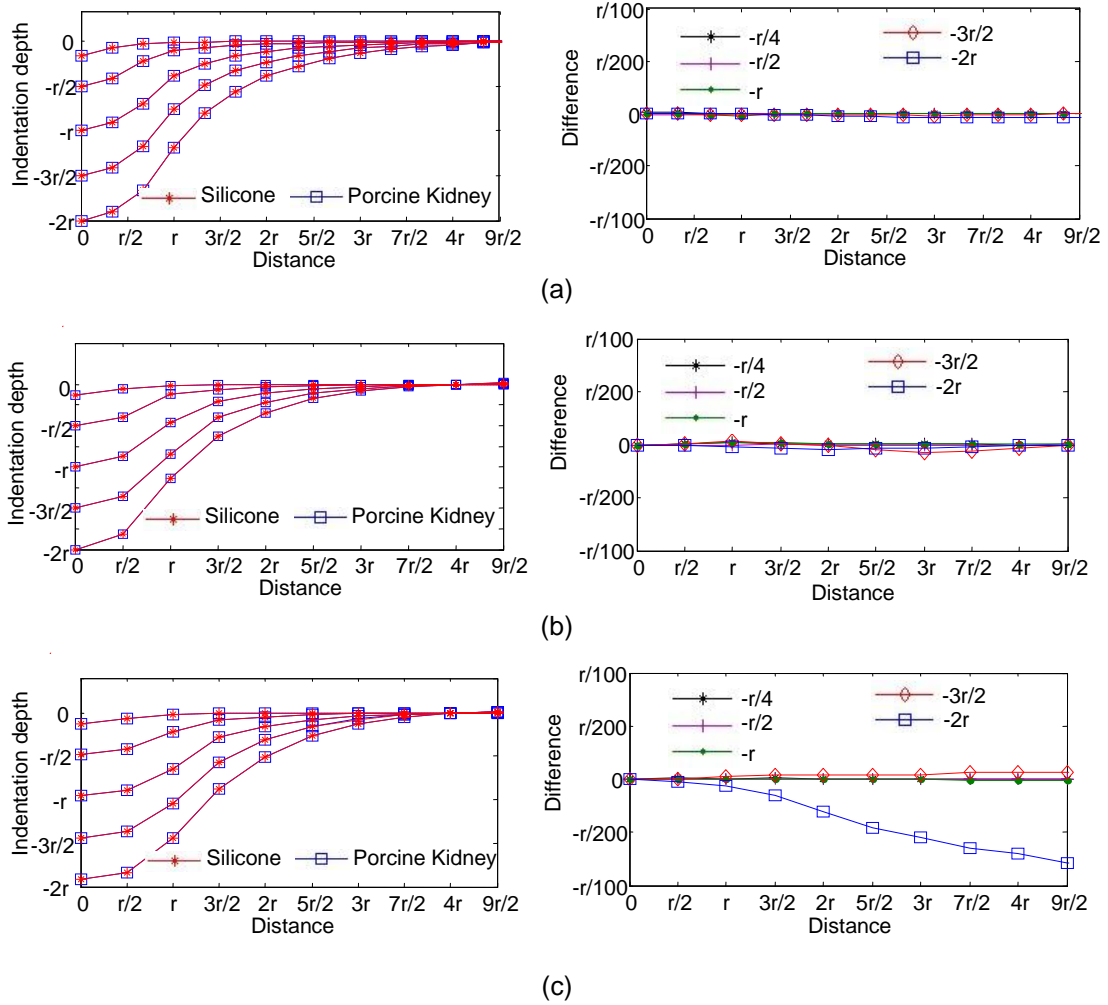 Indentation depth
0
-r/2
-r
-3r/2
-2r
Silicone
Porcine Kidney
0 r/2 r 3r/2 2r 5r/2 3r 7r/2 4r 9r/2
Distance
Difference
r/100
r/200
0
-r/200
-r/100
-r/4
-r/2
-r
-3r/2
-2r
0 r/2 r 3r/2 2r 5r/2 3r 7r/2 4r 9r/2
Distance
(a)
Indentation depth
0
-r/2
-r
-3r/2
-2r
Silicone
Porcine Kidney
0 r/2 r 3r/2 2r 5r/2 3r 7r/2 4r 9r/2
Distance
Difference
r/100
r/200
0
-r/200
-r/100
-r/4
-r/2
-r
-3r/2
-2r
0 r/2 r 3r/2 2r 5r/2 3r 7r/2 4r 9r/2
Distance
(b)
Indentation depth
0
-r/2
-r
-3r/2
-2r
Silicone
Porcine Kidney
0 r/2 r 3r/2 2r 5r/2 3r 7r/2 4r 9r/2
Distance
Difference
r/100
r/200
0
-r/200
-r/100
-r/4
-r/2
-r
-3r/2
-2r
0 r/2 r 3r/2 2r 5r/2 3r 7r/2 4r 9r/2
Distance
(c)